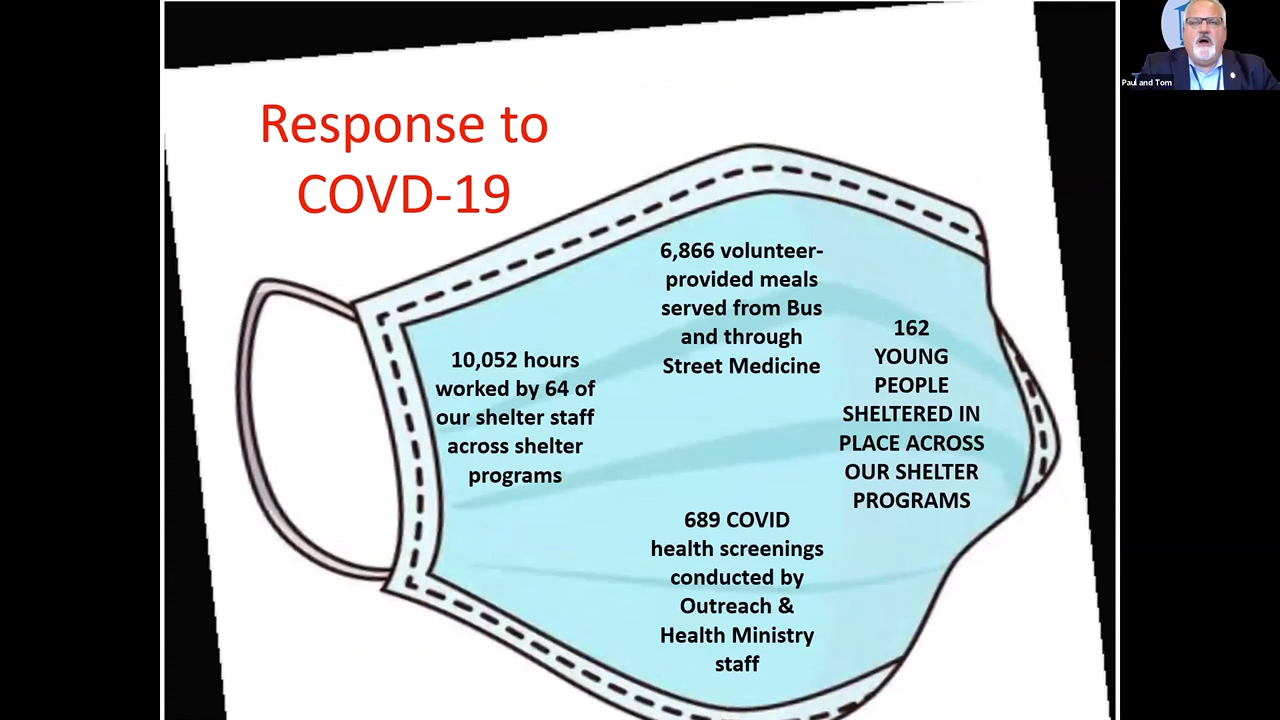 Response to
COVD-19
6,866 volunteer-
provided meals
served from Bus
and through
Street Medicine
10,052 hours
worked by 64 of
our shelter staff
across shelter
programs
162
YOUNG
PEOPLE
SHELTERED IN
PLACE ACROSS
OUR SHELTER
PROGRAMS
689 COVID
health screenings
conducted by
Outreach &
Health Ministry
staff
Paul and Tom